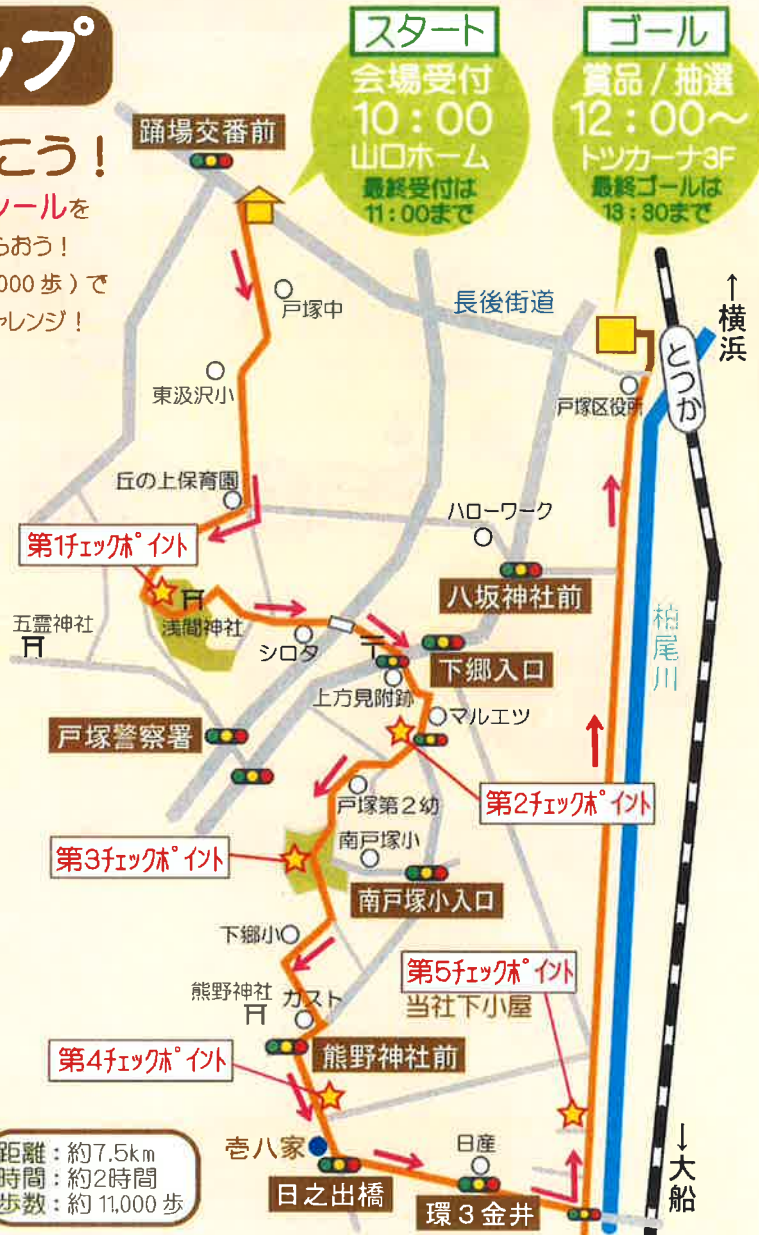 ップ
こう！
ノールを
らおう！
000歩）で
ャレンジ！
スタート
会場受付
10：00
山口ホーム
最終受付は
11：00まで
ゴール
賞品/抽選
12：00～
トツカーナ3F
最終ゴールは
13：30まで
踊場交番前
戸塚中
長後街道
↑横浜
とつか
東汲沢小
戸塚区役所
丘の上保育園
ハローワーク
第1チェックポイント
八坂神社前
五霊神社
浅間神社
シロタ
下郷入口
柏尾川
上方見附跡
マルエツ
戸塚警察署
戸塚第2幼
第2チェックポイント
南戸塚小
第3チェックポイント
南戸塚小入口
下郷小
第5チェックポイント
当社下小屋
熊野神社
ガスト
第4チェックポイント
熊野神社前
壱八家
日産
日之出橋
環3金井
↓大船
距離：約7.5km
時間：約2時間
歩数：約11,000歩